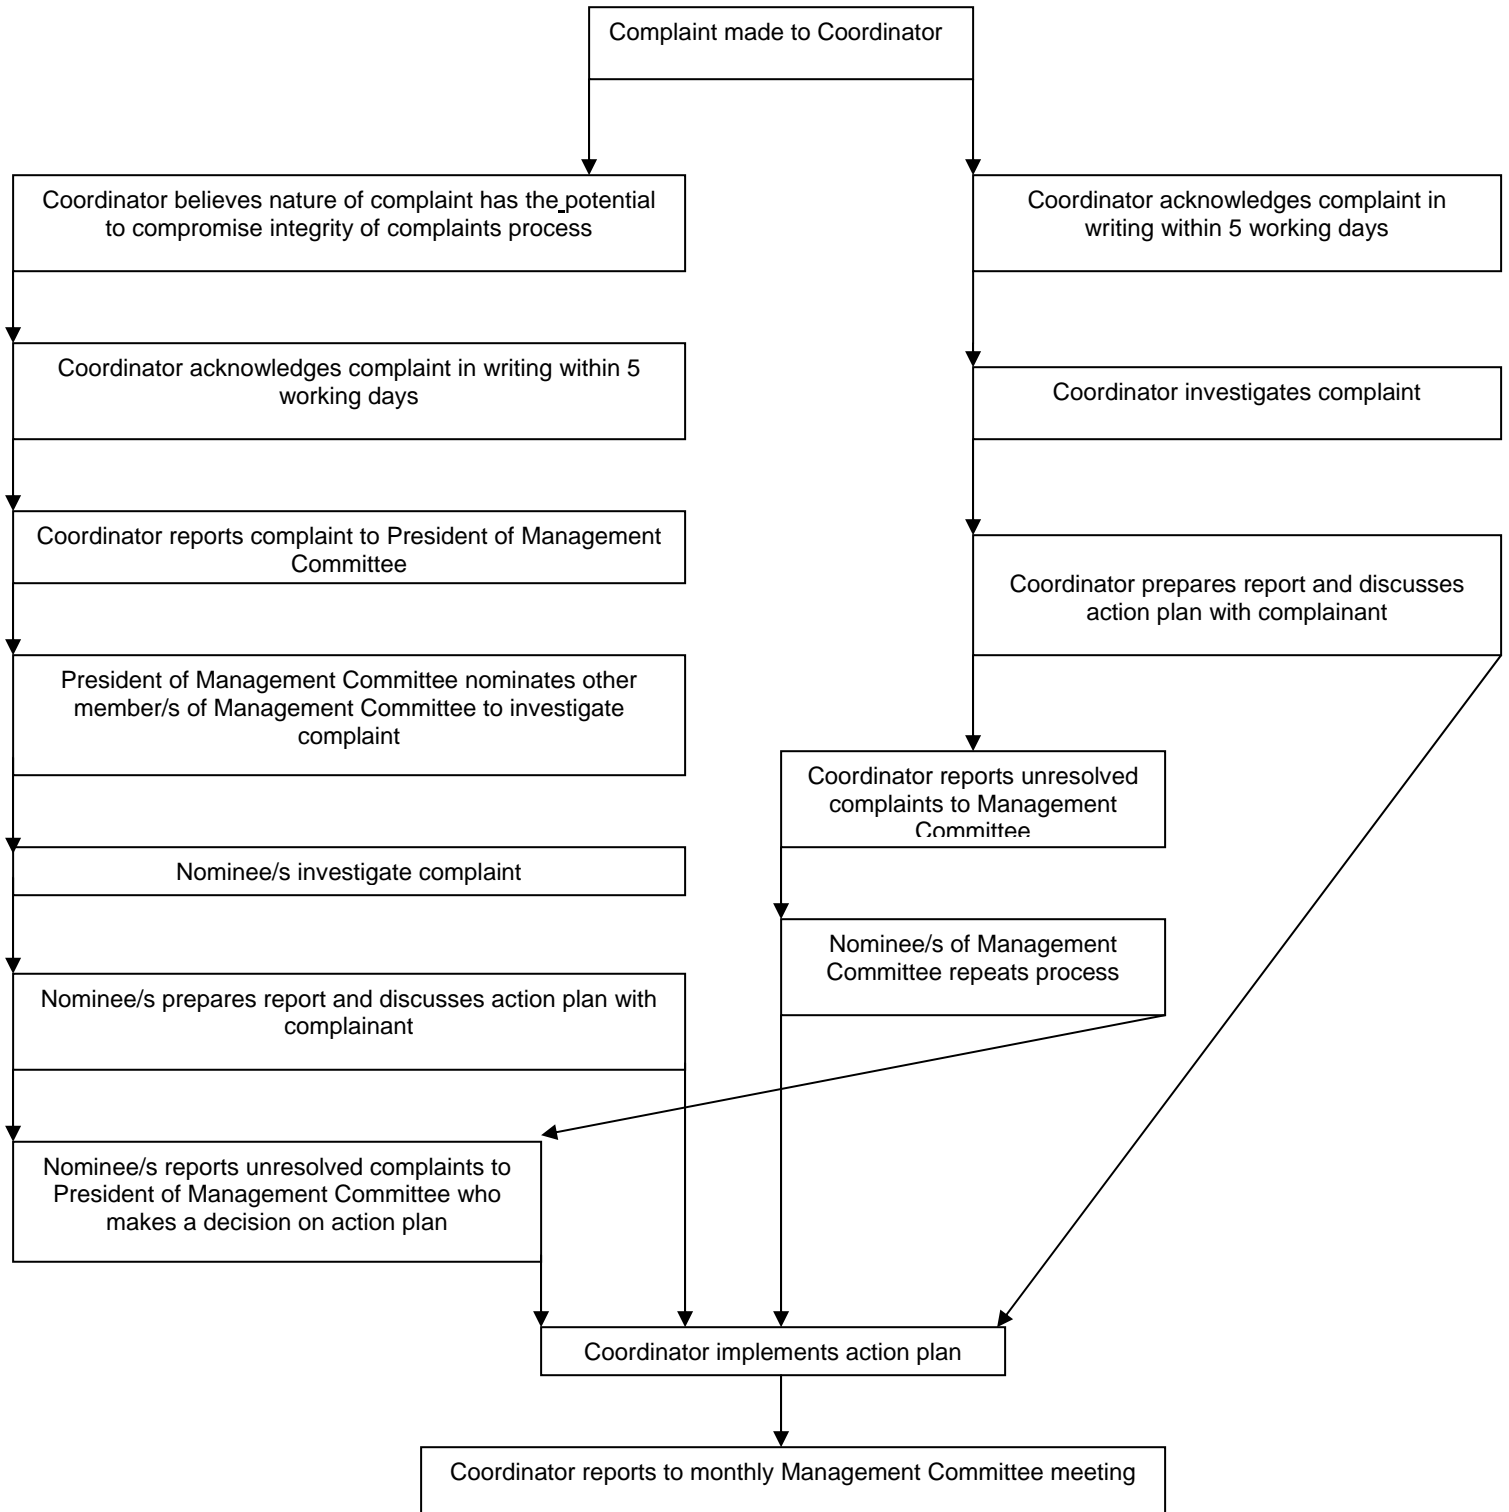 Complaint made to Coordinator
Coordinator believes nature of complaint has the potential
to compromise integrity of complaints process
Coordinator acknowledges complaint in writing within 5
working days
Coordinator reports complaint to President of Management
Committee
President of Management Committee nominates other
member/s of Management Committee to investigate
complaint
Nominee/s investigate complaint
Nominee/s prepares report and discusses action plan with
complainant
Nominee/s reports unresolved complaints to
President of Management Committee who
makes a decision on action plan
Coordinator acknowledges complaint in
writing within 5 working days
Coordinator investigates complaint
Coordinator prepares report and discusses
action plan with complainant
Coordinator reports unresolved
complaints to Management
Committee
Nominee/s of Management
Committee repeats process
Coordinator implements action plan
Coordinator reports to monthly Management Committee meeting